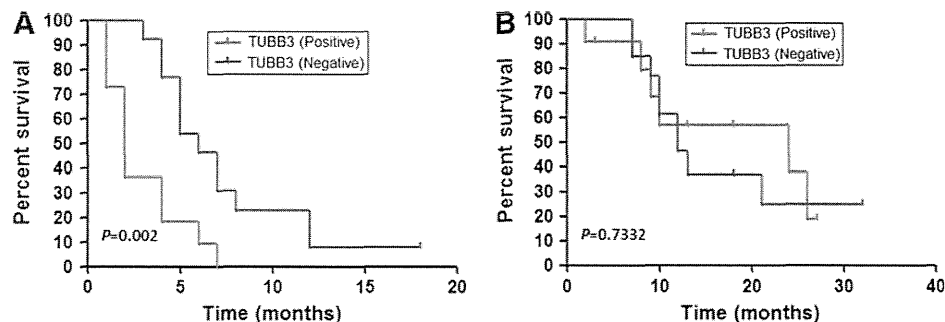 A
100
90
80
70
60
50
40
30
20
10
0
Percent survival
TUBB3 (Positive)
TUBB3 (Negative)
P=0.002
0 5 10 15 20
Time (months)
B
100
90
80
70
60
50
40
30
20
10
0
Percent survival
TUBB3 (Positive)
TUBB3 (Negative)
P=0.7332
0 10 20 30 40
Time (months)